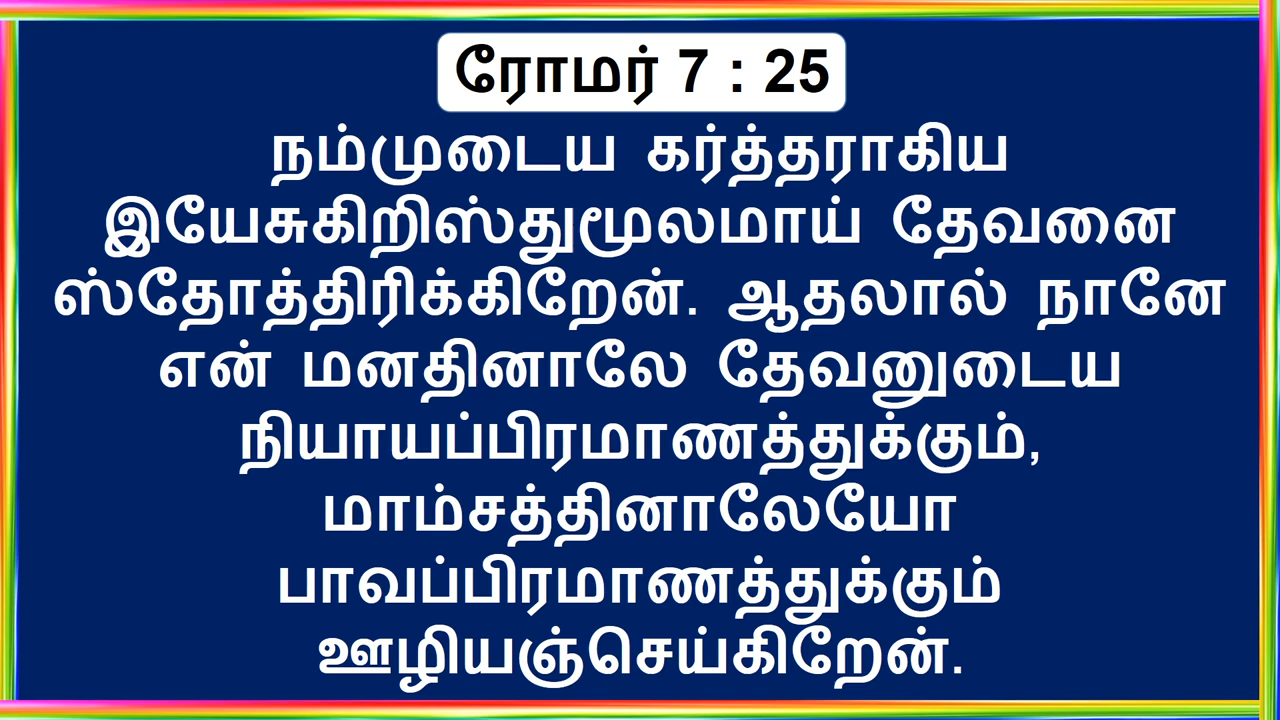 ரோமர் 7 : 25
நம்முடைய கர்த்தராகிய
இயேசுகிறிஸ்துமூலமாய் தேவனை
ஸ்தோத்திரிக்கிறேன். ஆதலால் நானே
என் மனதினாலே தேவனுடைய
நியாயப்பிரமாணத்துக்கும்,
மாம்சத்தினாலேயோ
பாவப்பிரமாணத்துக்கும்
ஊழியஞ்செய்கிறேன்.